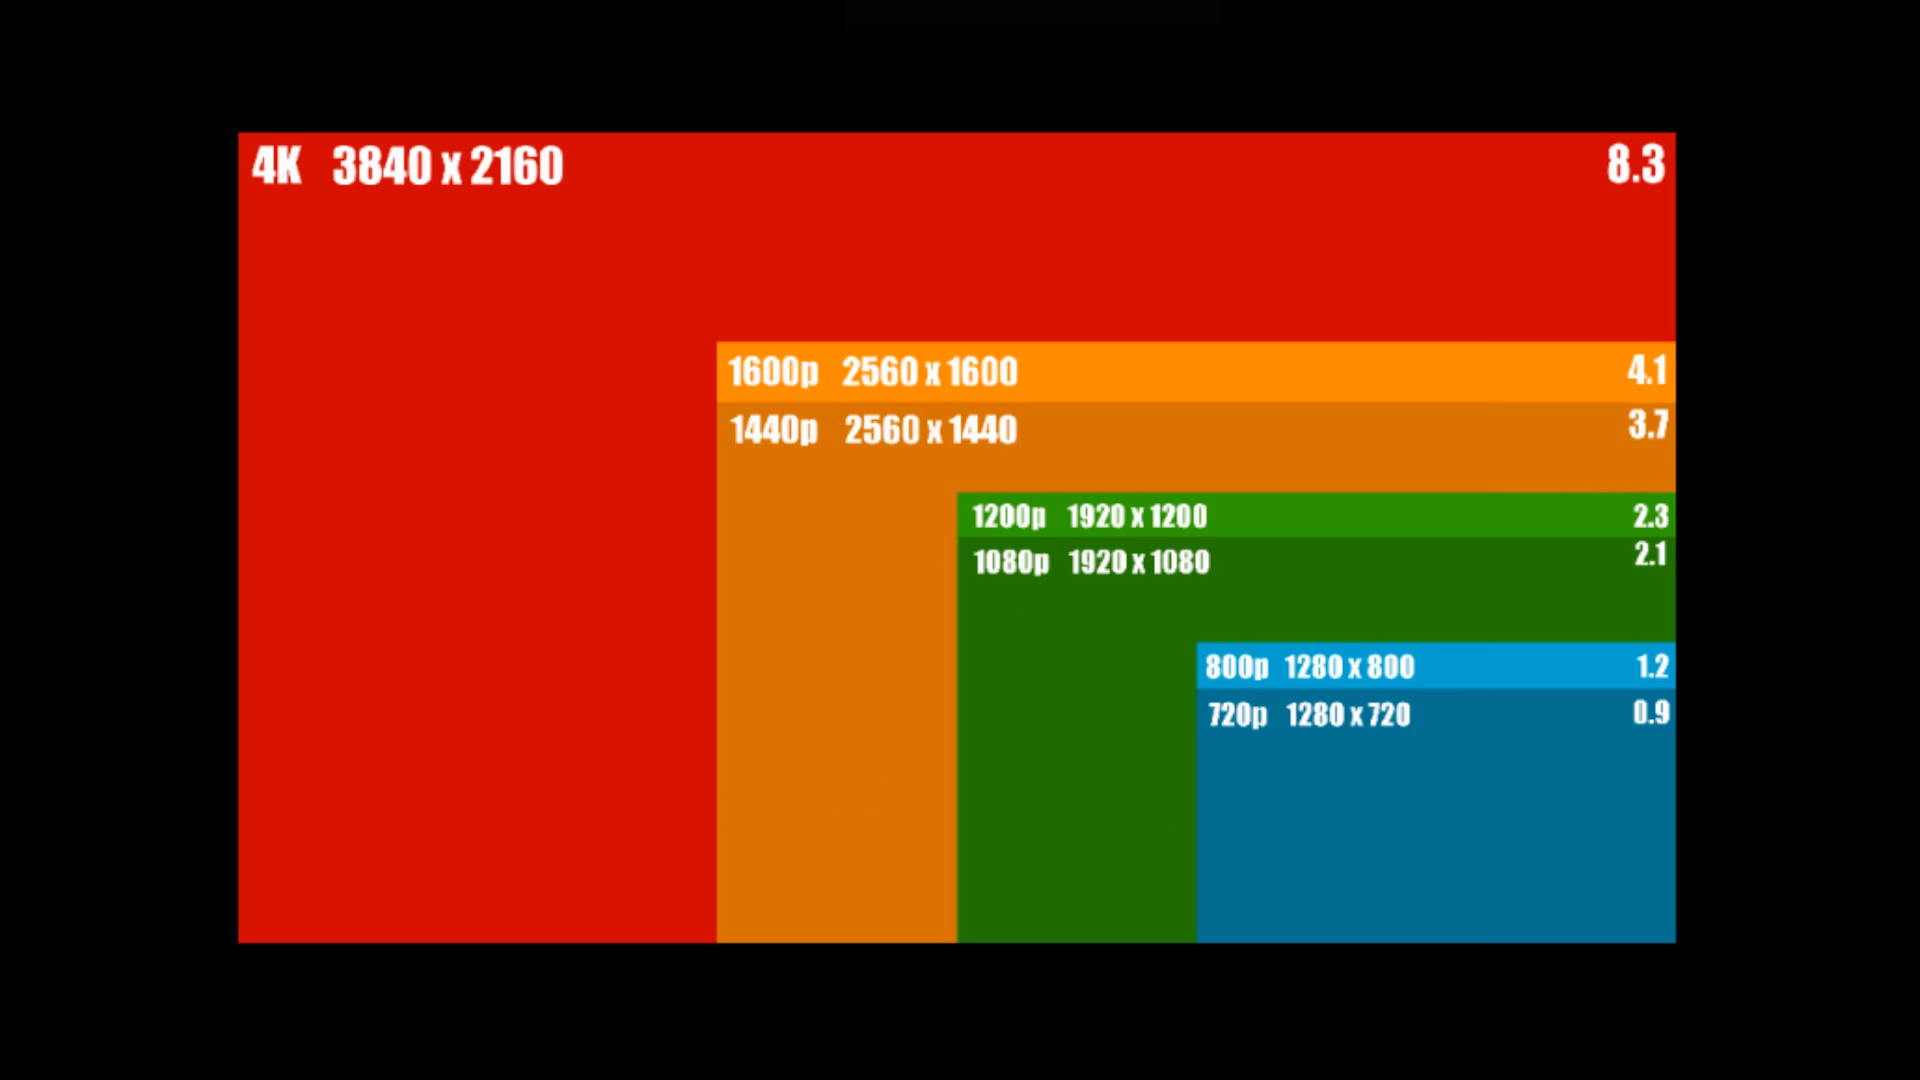 4K 3840 x 2160 8.3
1600p 2560 x 1600 4.1
1440p 2560 x 1440 3.7
1200p 1920 x 1200 2.3
1080p 1920 x 1080 2.1
800p 1280 x 800 1.2
720p 1280 x 720 0.9